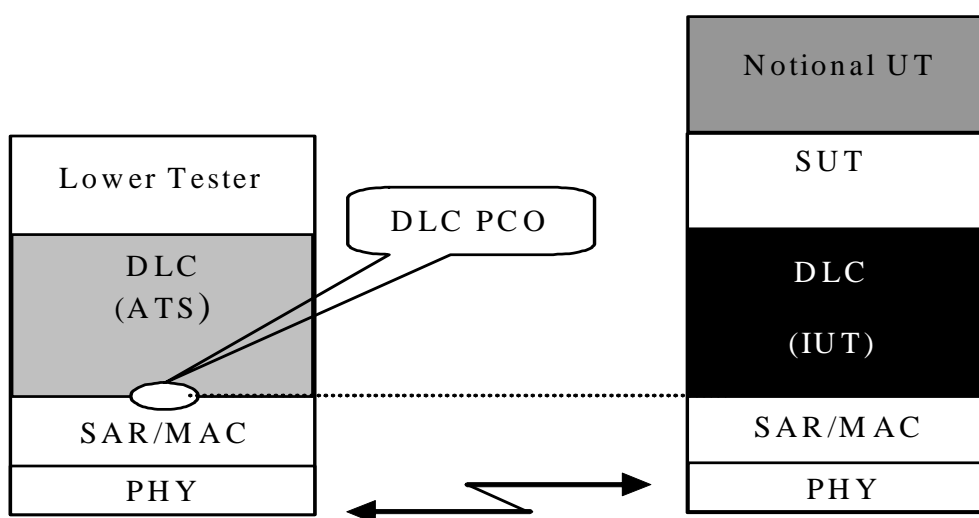 Lower Tester
DLC
(ATS)
SAR/MAC
PHY
DLC PCO
Notional UT
SUT
DLC
(IUT)
SAR/MAC
PHY